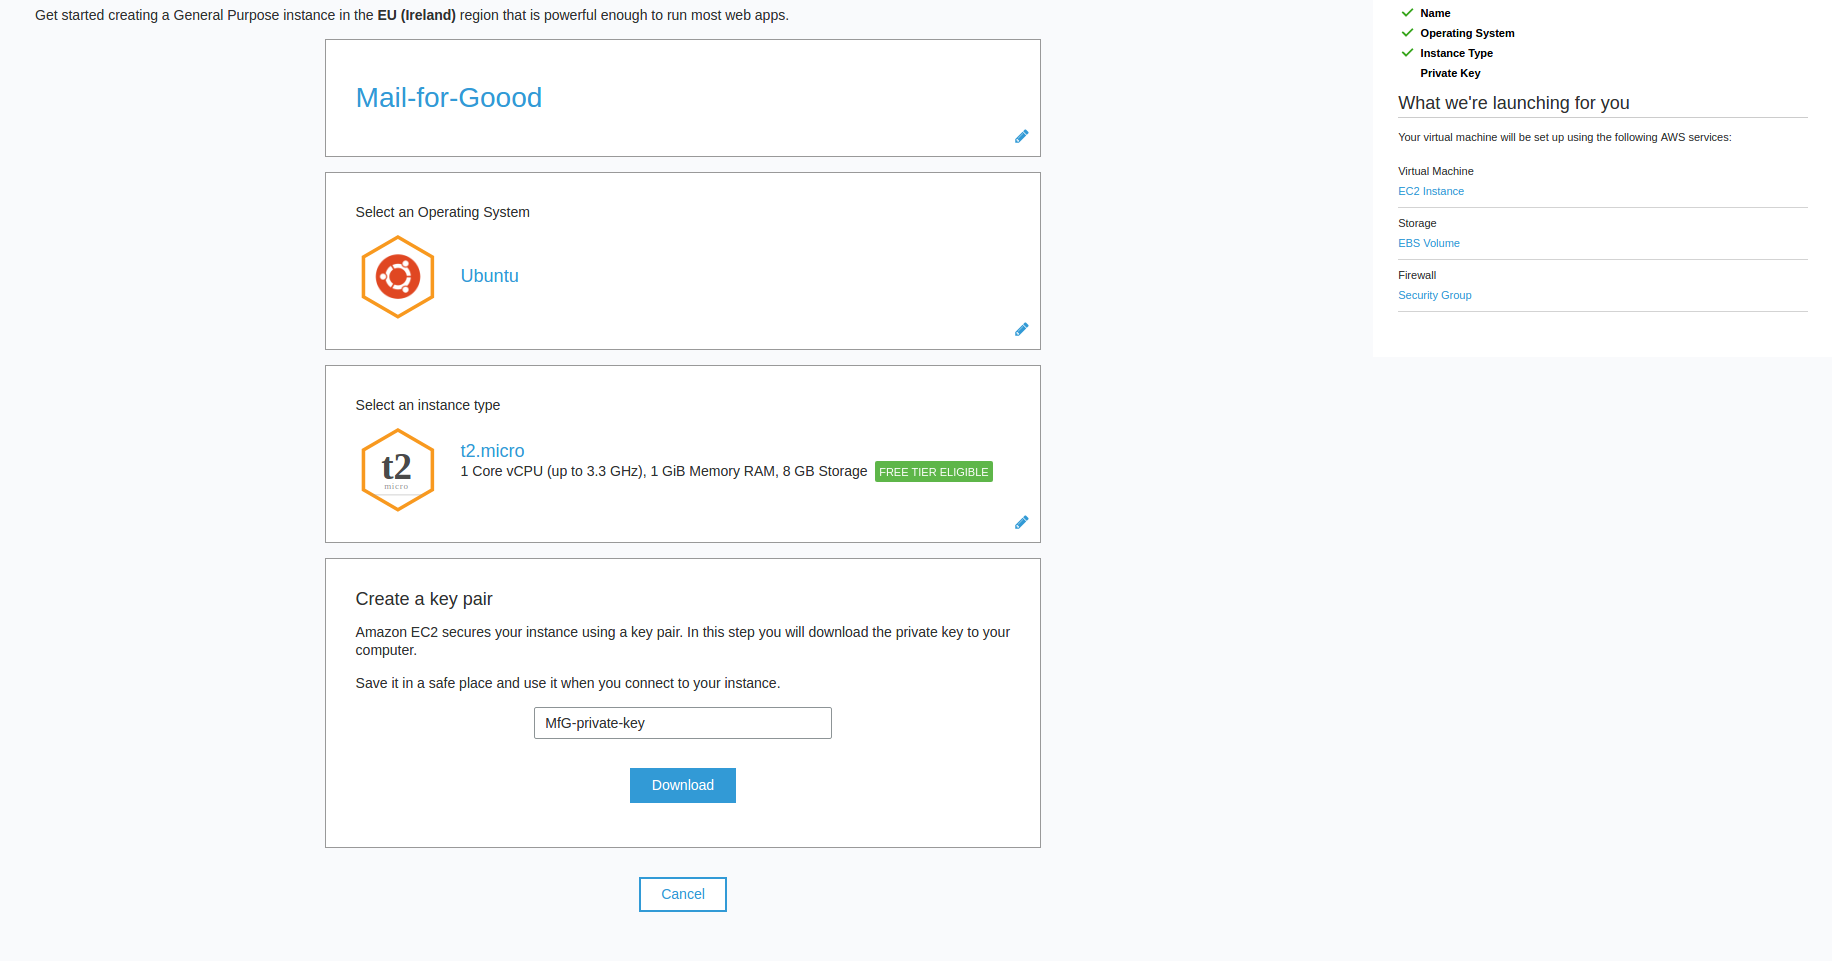 Get started creating a General Purpose instance in the EU (Ireland) region that is powerful enough to run most web apps.
Mail-for-Goood
Select an Operating System
Ubuntu
Select an instance type
t2
micro
t2.micro
1 Core vCPU (up to 3.3 GHz), 1 GiB Memory RAM, 8 GB Storage FREE TIER ELIGIBLE
Create a key pair
Amazon EC2 secures your instance using a key pair. In this step you will download the private key to your
computer.
Save it in a safe place and use it when you connect to your instance.
MfG-private-key
Download
Cancel
Name
Operating System
Instance Type
Private Key
What we're launching for you
Your virtual machine will be set up using the following AWS services:
Virtual Machine
EC2 Instance
Storage
EBS Volume
Firewall
Security Group